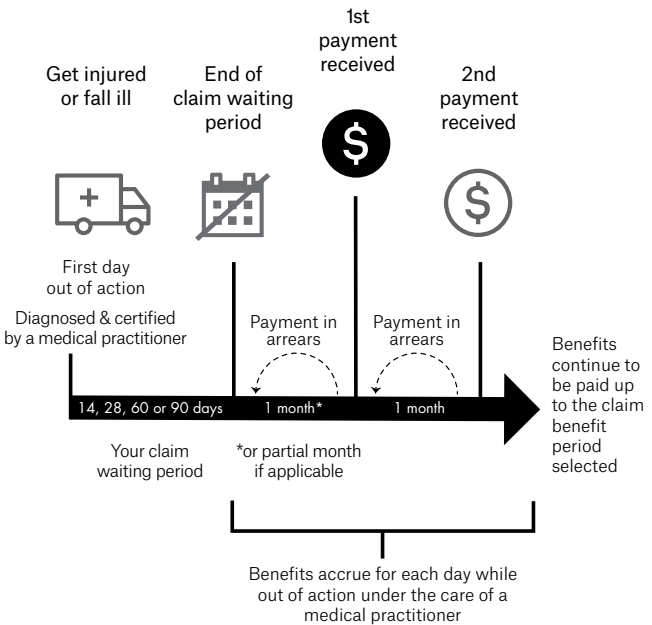 Get injured
or fall ill
End of
claim waiting
period
1st
payment
received
2nd
payment
received
$
$
First day
out of action
Diagnosed & certified
by a medical practitioner
Payment in
arrears
Payment in
arrears
14, 28, 60 or 90 days
1 month*
1 month
Benefits
continue to
be paid up
to the claim
benefit
period
selected
Your claim
waiting period
*or partial month
if applicable
Benefits accrue for each day while
out of action under the care of a
medical practitioner